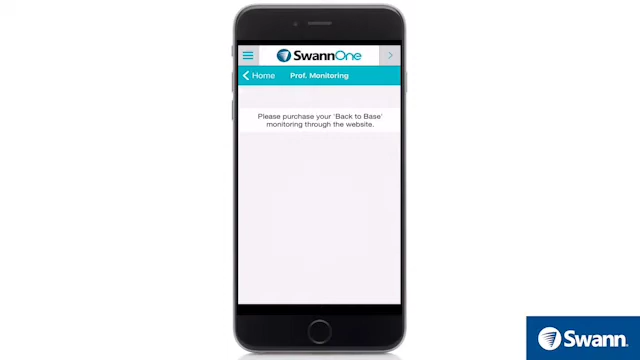 SwannOne
Home
Prof. Monitoring
Please purchase your 'Back to Base'
monitoring through the website.
Swann